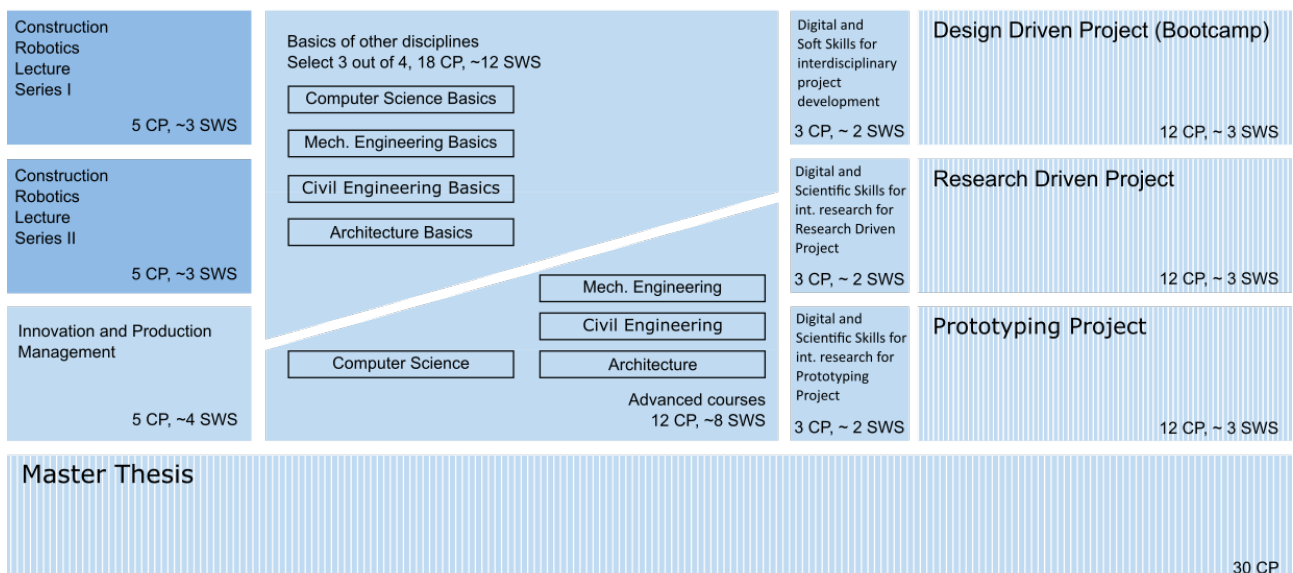 Construction
Robotics
Lecture
Series I
5 CP, ~3 SWS
Basics of other disciplines
Select 3 out of 4, 18 CP, ~12 SWS
Computer Science Basics
Mech. Engineering Basics
Civil Engineering Basics
Architecture Basics
Digital and
Soft Skills for
interdisciplinary
project
development
3 CP, ~ 2 SWS
Design Driven Project (Bootcamp)
12 CP, ~ 3 SWS
Construction
Robotics
Lecture
Series II
5 CP, ~3 SWS
Digital and
Scientific Skills for
int. research for
Research Driven
Project
3 CP, ~ 2 SWS
Research Driven Project
12 CP, ~ 3 SWS
Innovation and Production
Management
5 CP, ~4 SWS
Mech. Engineering
Civil Engineering
Computer Science
Architecture
Advanced courses
12 CP, ~8 SWS
Digital and
Scientific Skills for
int. research for
Prototyping
Project
3 CP, ~ 2 SWS
Prototyping Project
12 CP, ~ 3 SWS
Master Thesis
30 CP